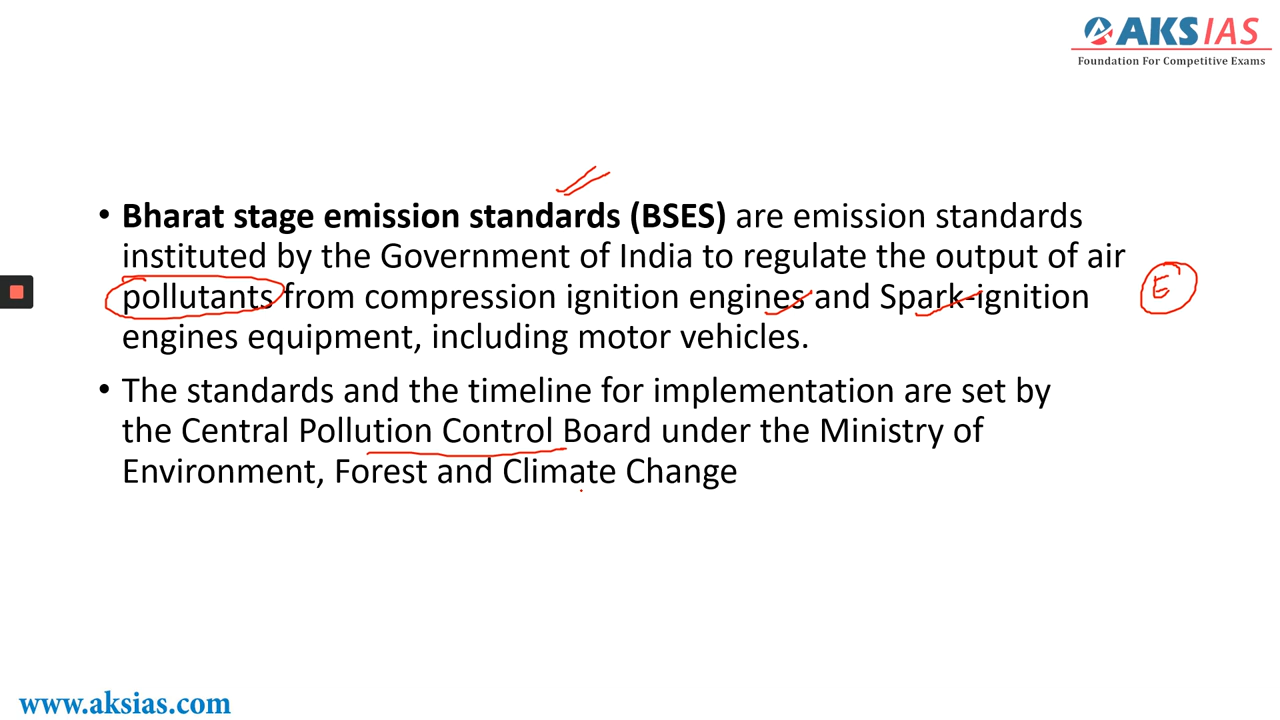 AKS IAS
Foundation For Competitive Exams
• Bharat stage emission standards (BSES) are emission standards
instituted by the Government of India to regulate the output of air
pollutants from compression ignition engines and Spark-ignition
E
engines equipment, including motor vehicles.
• The standards and the timeline for implementation are set by
the Central Pollution Control Board under the Ministry of
Environment, Forest and Climate Change
www.aksias.com